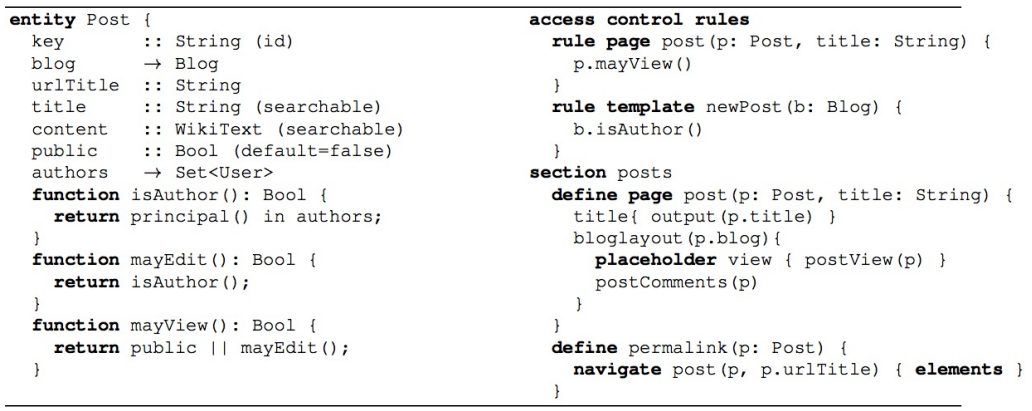 entity Post {
  key       :: String (id)
  blog      → Blog
  urlTitle  :: String
  title     :: String (searchable)
  content   :: WikiText (searchable)
  public    :: Bool (default=false)
  authors   → Set<User>
  function isAuthor(): Bool {
    return principal() in authors;
  }
  function mayEdit(): Bool {
    return isAuthor();
  }
  function mayView(): Bool {
    return public || mayEdit();
  }
access control rules
  rule page post(p: Post, title: String) {
    p.mayView()
  }
  rule template newPost(b: Blog) {
    b.isAuthor()
  }
section posts
  define page post(p: Post, title: String) {
    title{ output(p.title) }
    bloglayout(p.blog){
      placeholder view { postView(p) }
      postComments(p)
    }
  }
  define permalink(p: Post) {
    navigate post(p, p.urlTitle) { elements }
  }